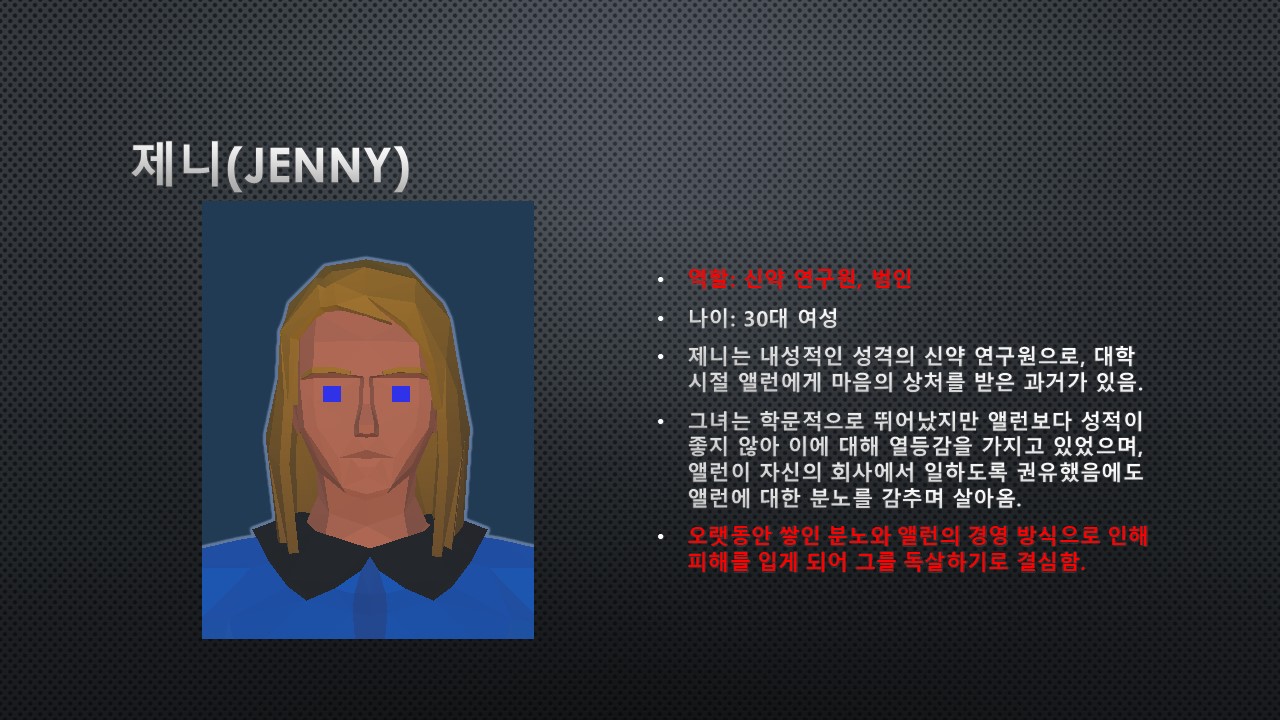 제니(JENNY)
• 역할: 신약 연구원, 범인
• 나이: 30대 여성
• 제니는 내성적인 성격의 신약 연구원으로, 대학
시절 앨런에게 마음의 상처를 받은 과거가 있음.
• 그녀는 학문적으로 뛰어났지만 앨런보다 성적이
좋지 않아 이에 대해 열등감을 가지고 있었으며,
앨런이 자신의 회사에서 일하도록 권유했음에도
앨런에 대한 분노를 감추며 살아옴.
• 오랫동안 쌓인 분노와 앨런의 경영 방식으로 인해
피해를 입게 되어 그를 독살하기로 결심함.